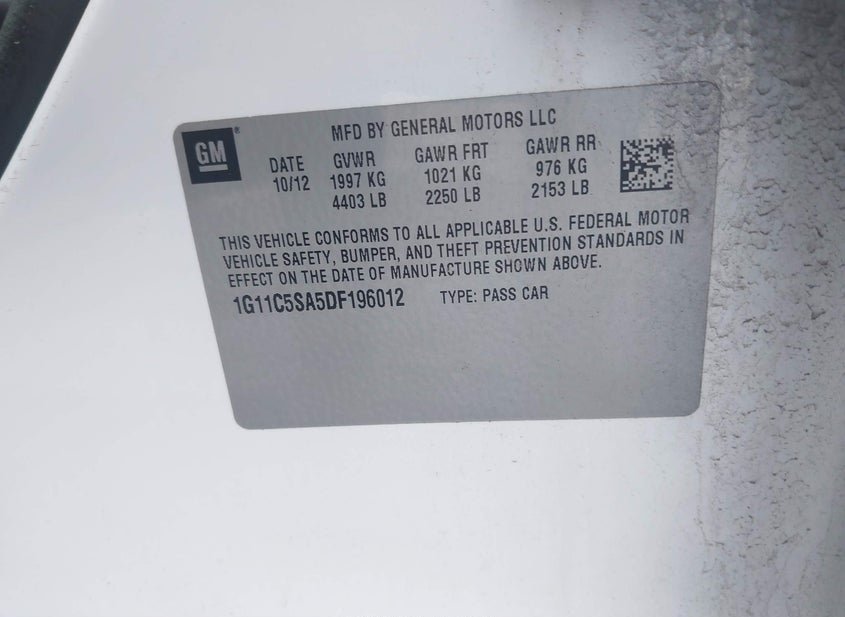 GM
MFD BY GENERAL MOTORS LLC
DATE GVWR GAWR FRT GAWR RR
10/12 1997 KG 1021 KG 976 KG
4403 LB 2250 LB 2153 LB
THIS VEHICLE CONFORMS TO ALL APPLICABLE U.S. FEDERAL MOTOR
VEHICLE SAFETY, BUMPER, AND THEFT PREVENTION STANDARDS IN
EFFECT ON THE DATE OF MANUFACTURE SHOWN ABOVE.
1G11C5SA5DF196012 TYPE: PASS CAR